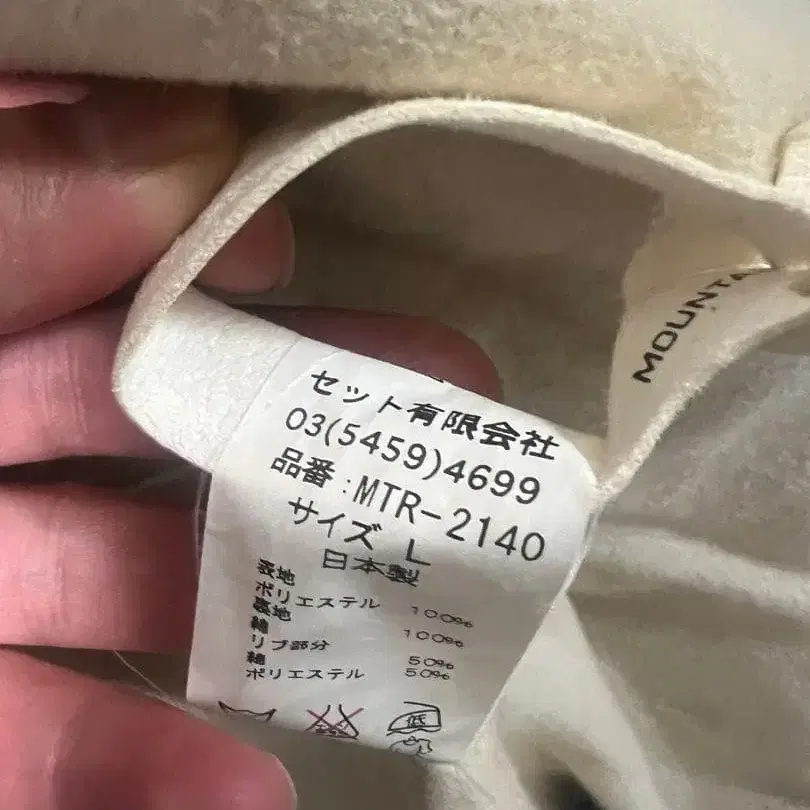 セット有限会社
03(5459)4699
品番:MTR-2140
サイズ L
日本製
表地
ポリエステル 100%
裏地
綿 100%
リブ部分
綿 50%
ポリエステル 50%
低
MOUNTA